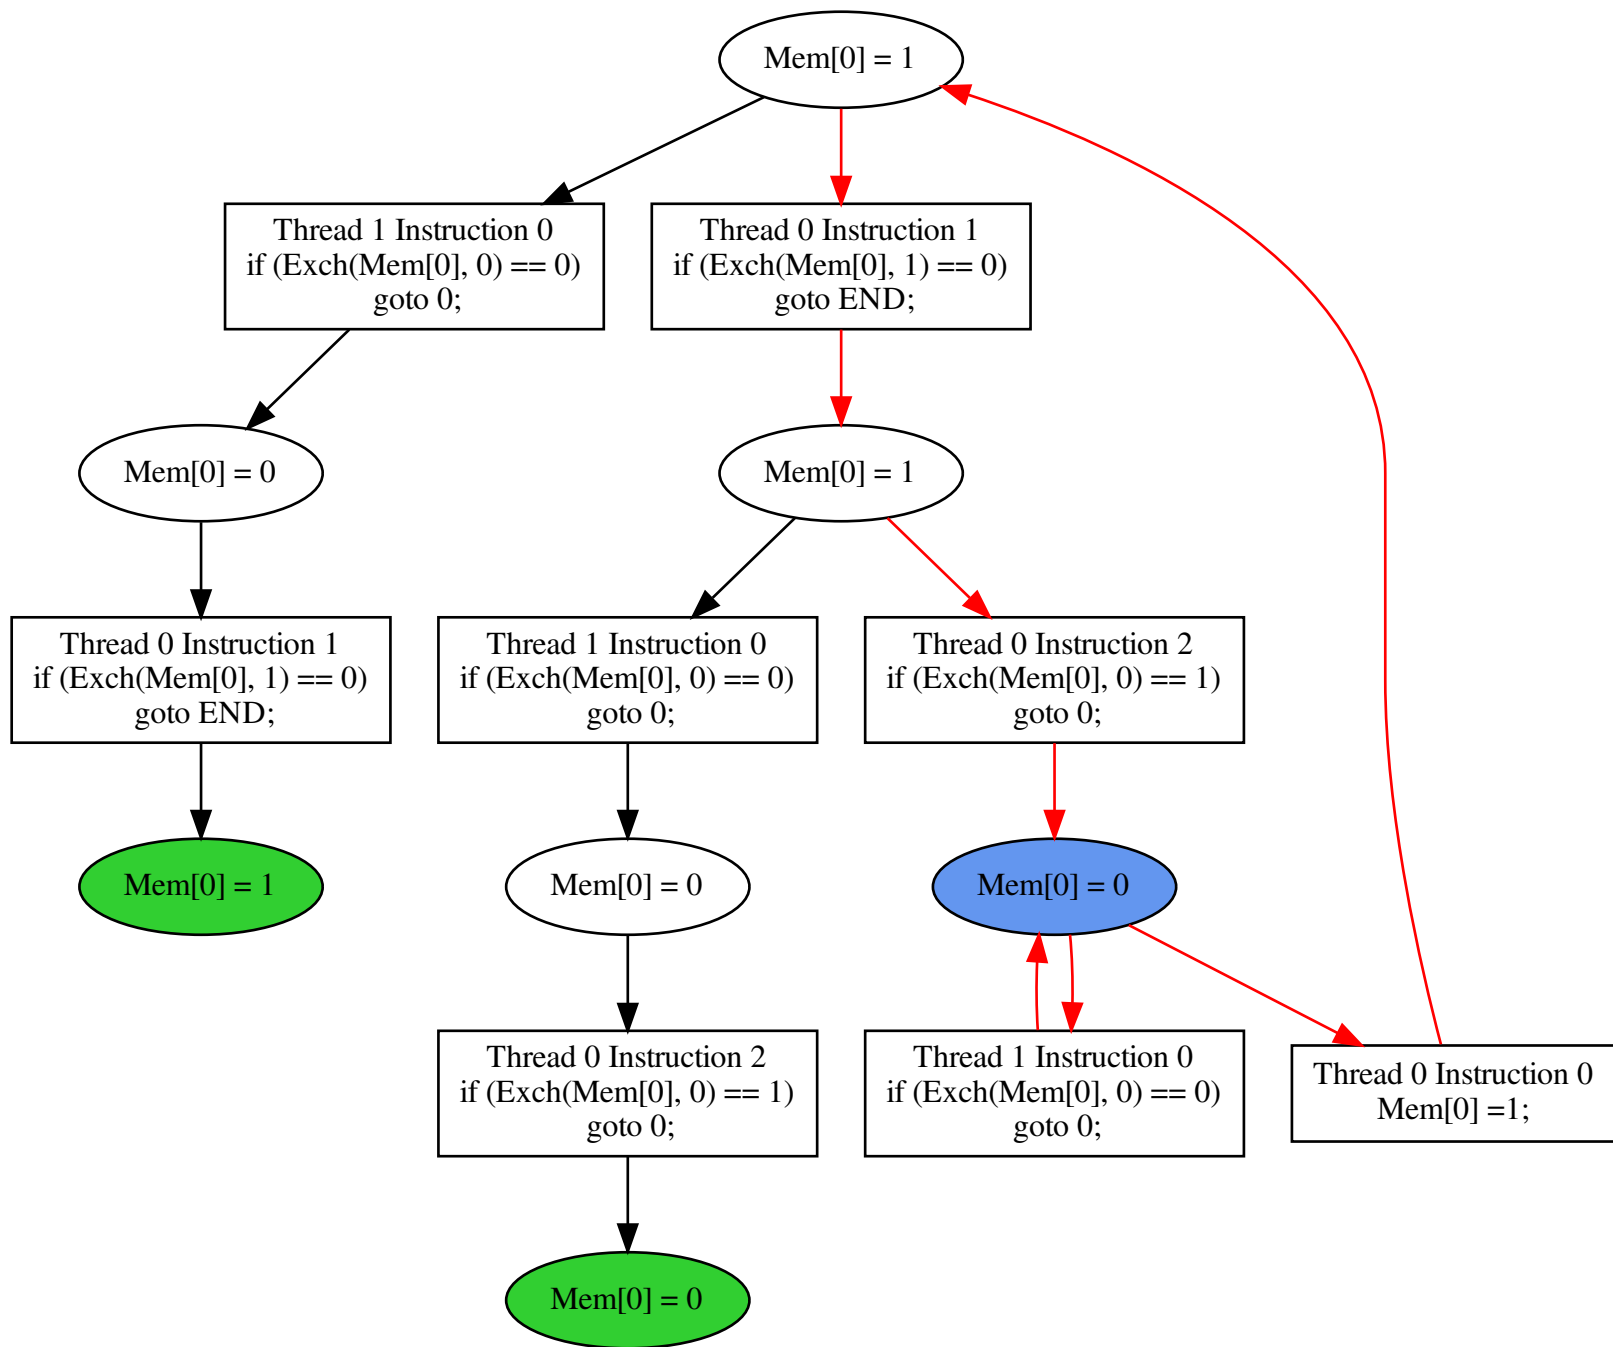 Mem[0] = 1
Thread 1 Instruction 0
if (Exch(Mem[0], 0) == 0)
goto 0;
Thread 0 Instruction 1
if (Exch(Mem[0], 1) == 0)
goto END;
Mem[0] = 0
Mem[0] = 1
Thread 0 Instruction 1
if (Exch(Mem[0], 1) == 0)
goto END;
Thread 1 Instruction 0
if (Exch(Mem[0], 0) == 0)
goto 0;
Thread 0 Instruction 2
if (Exch(Mem[0], 0) == 1)
goto 0;
Mem[0] = 1
Mem[0] = 0
Mem[0] = 0
Thread 0 Instruction 2
if (Exch(Mem[0], 0) == 1)
goto 0;
Thread 1 Instruction 0
if (Exch(Mem[0], 0) == 0)
goto 0;
Thread 0 Instruction 0
Mem[0] =1;
Mem[0] = 0